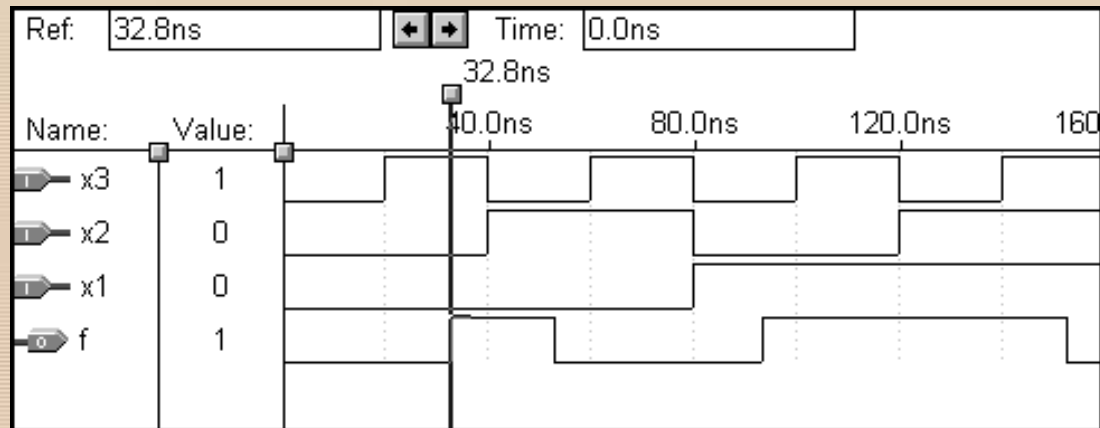 Ref: 32.8ns Time: 0.0ns
32.8ns
Name: Value: 40.0ns 80.0ns 120.0ns 160
I x3 1
I x2 0
I x1 0
O f 1